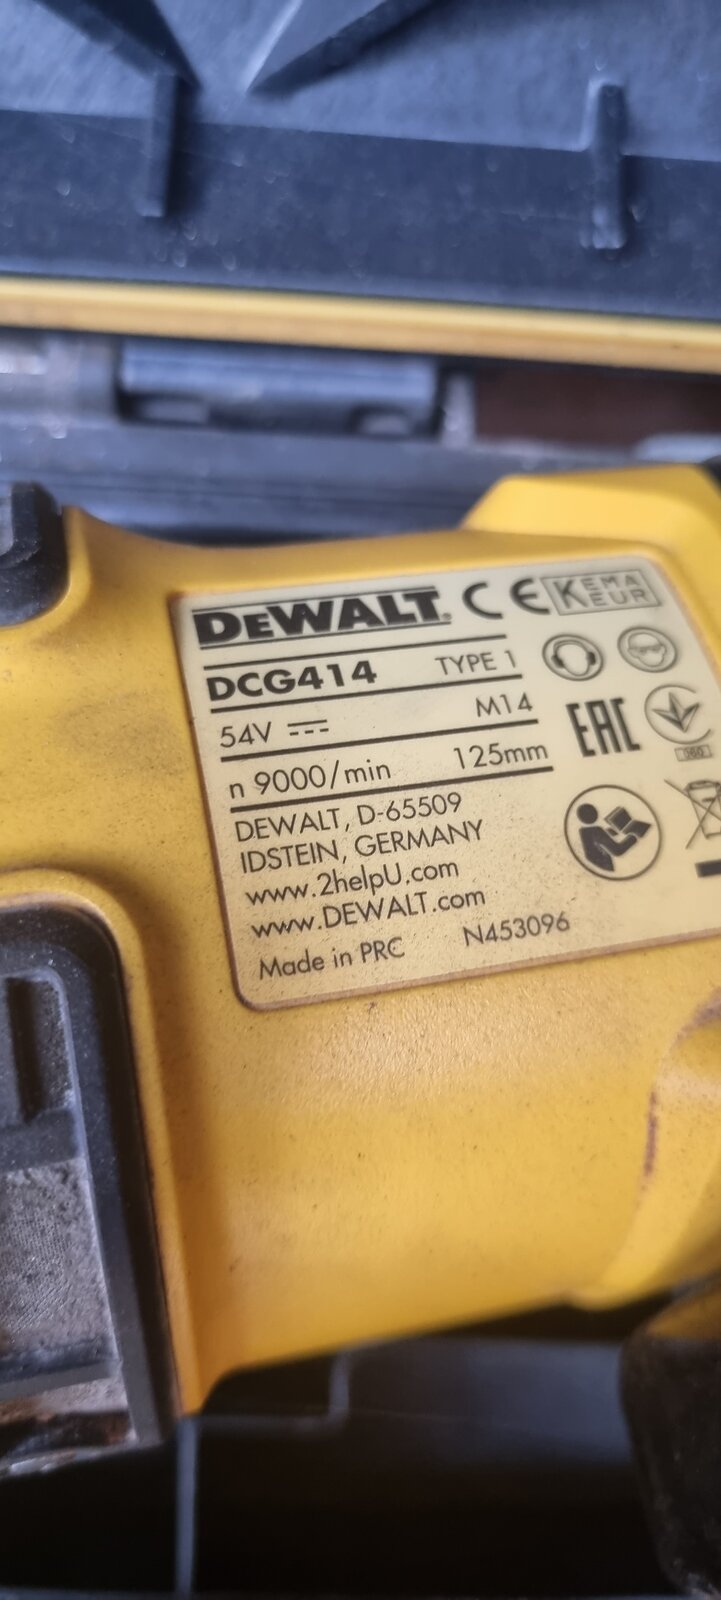 DEWALT. CE KEMA EUR
DCG414 TYPE 1
54V M14
n 9000/min 125mm
EAC
DEWALT, D-65509
IDSTEIN, GERMANY
www.2helpU.com
www.DEWALT.com
Made in PRC N453096